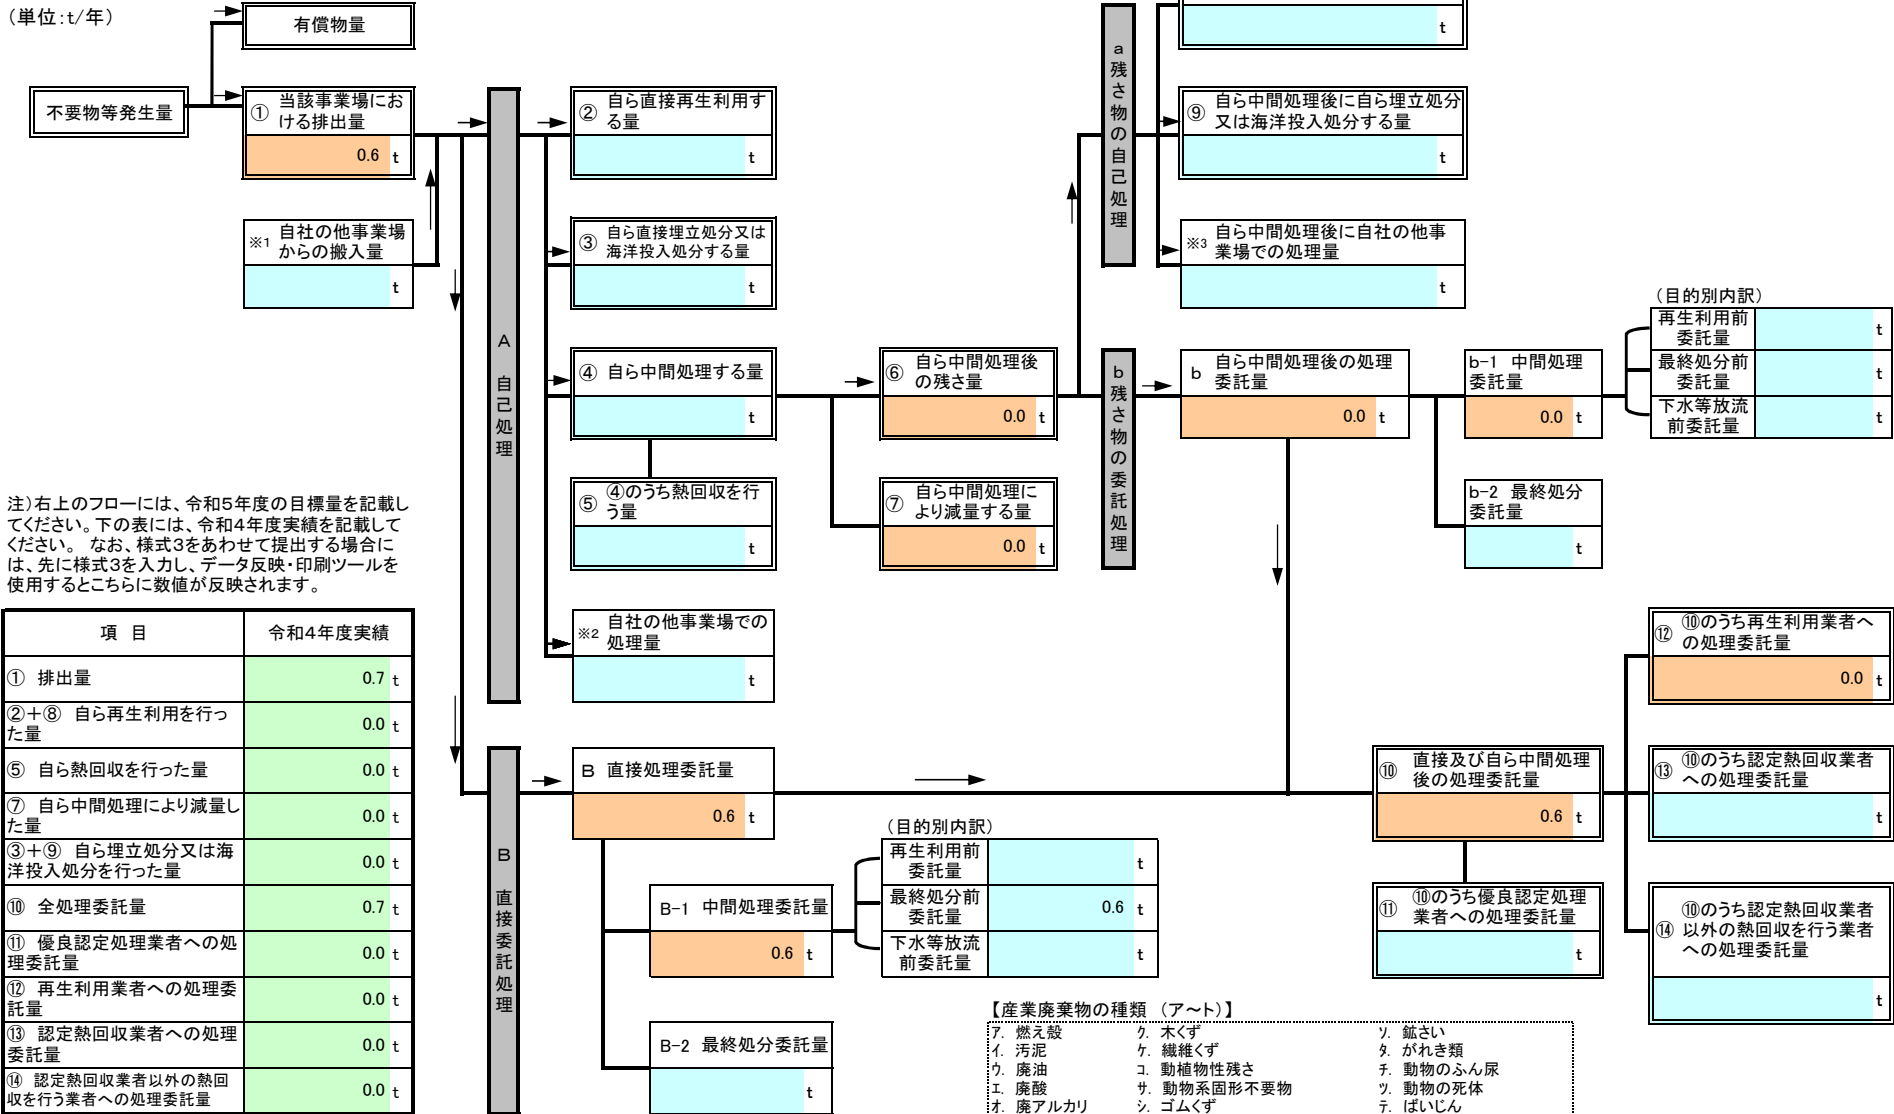 (単位:t/年)
有償物量
不要物等発生量
① 当該事業場にお
ける排出量
0.6 t
※1 自社の他事業場
からの搬入量
t
A 自己処理
② 自ら直接再生利用す
る量
t
③ 自ら直接埋立処分又は
海洋投入処分する量
t
④ 自ら中間処理する量
t
⑤ ④のうち熱回収を行
う量
t
※2 自社の他事業場での
処理量
t
⑥ 自ら中間処理後
の残さ量
0.0 t
⑦ 自ら中間処理に
より減量する量
0.0 t
a残さ物の自己処理
t
⑨ 自ら中間処理後に自ら埋立処分
又は海洋投入処分する量
t
※3 自ら中間処理後に自社の他事
業場での処理量
t
b残さ物の委託処理
b 自ら中間処理後の処理
委託量
0.0 t
b-1 中間処理
委託量
0.0 t
(目的別内訳)
再生利用前
委託量
t
最終処分前
委託量
t
下水等放流
前委託量
t
b-2 最終処分
委託量
t
注)右上のフローには、令和5年度の目標量を記載し
てください。下の表には、令和4年度実績を記載して
ください。 なお、様式3をあわせて提出する場合に
は、先に様式3を入力し、データ反映・印刷ツールを
使用するとこちらに数値が反映されます。
項 目 令和4年度実績
① 排出量 0.7 t
②+⑧ 自ら再生利用を行っ
た量 0.0 t
⑤ 自ら熱回収を行った量 0.0 t
⑦ 自ら中間処理により減量し
た量 0.0 t
③+⑨ 自ら埋立処分又は海
洋投入処分を行った量 0.0 t
⑩ 全処理委託量 0.7 t
⑪ 優良認定処理業者への処
理委託量 0.0 t
⑫ 再生利用業者への処理委
託量 0.0 t
⑬ 認定熱回収業者への処理
委託量 0.0 t
⑭ 認定熱回収業者以外の熱回
収を行う業者への処理委託量 0.0 t
B 直接委託処理
B 直接処理委託量
0.6 t
B-1 中間処理委託量
0.6 t
(目的別内訳)
再生利用前
委託量
t
最終処分前
委託量
0.6 t
下水等放流
前委託量
t
B-2 最終処分委託量
t
⑩ 直接及び自ら中間処理
後の処理委託量
0.6 t
⑪ ⑩のうち優良認定処理
業者への処理委託量
t
⑫ ⑩のうち再生利用業者へ
の処理委託量
0.0 t
⑬ ⑩のうち認定熱回収業者
への処理委託量
t
⑭ ⑩のうち認定熱回収業者
以外の熱回収を行う業者
への処理委託量
t
【産業廃棄物の種類 (ア~ト)】
ア. 燃え殻 ク. 木くず ソ. 鉱さい
イ. 汚泥 ケ. 繊維くず タ. がれき類
ウ. 廃油 コ. 動植物性残さ チ. 動物のふん尿
エ. 廃酸 サ. 動物系固形不要物 ツ. 動物の死体
オ. 廃アルカリ シ. ゴムくず テ. ばいじん